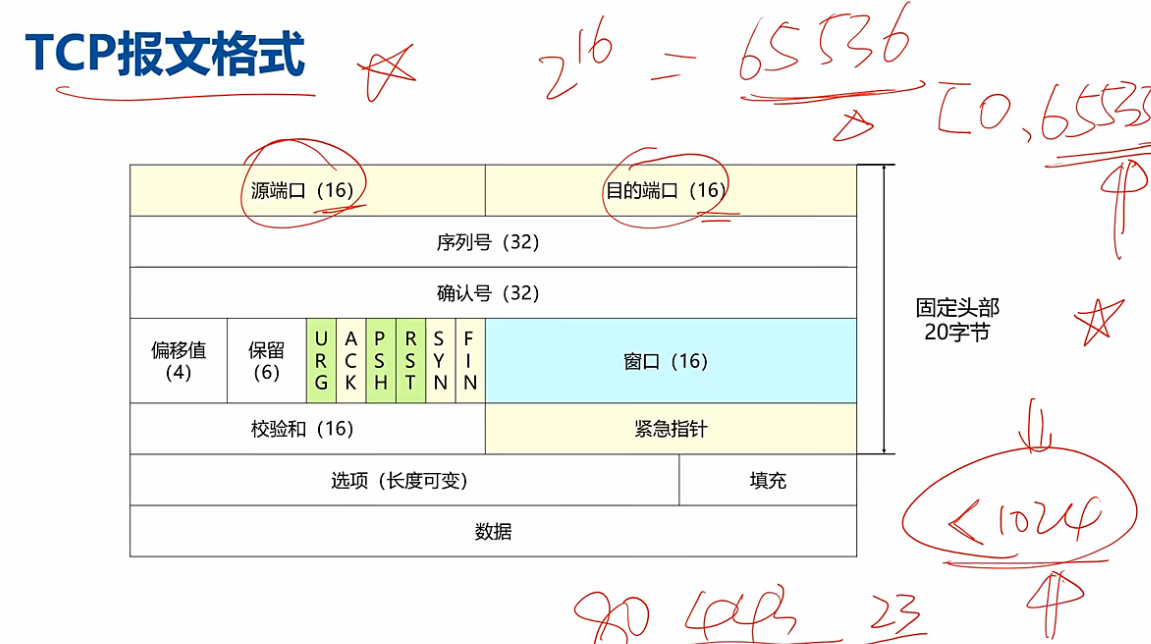 TCP报文格式
2^16 = 65536
[0,65535
源端口（16） 目的端口（16）
序列号（32）
确认号（32）
固定头部
20字节
偏移值
（4）
保留
（6）
URG ACK PSH RST SYN FIN
窗口（16）
校验和（16） 紧急指针
选项（长度可变） 填充
<1024
数据
80 443 23